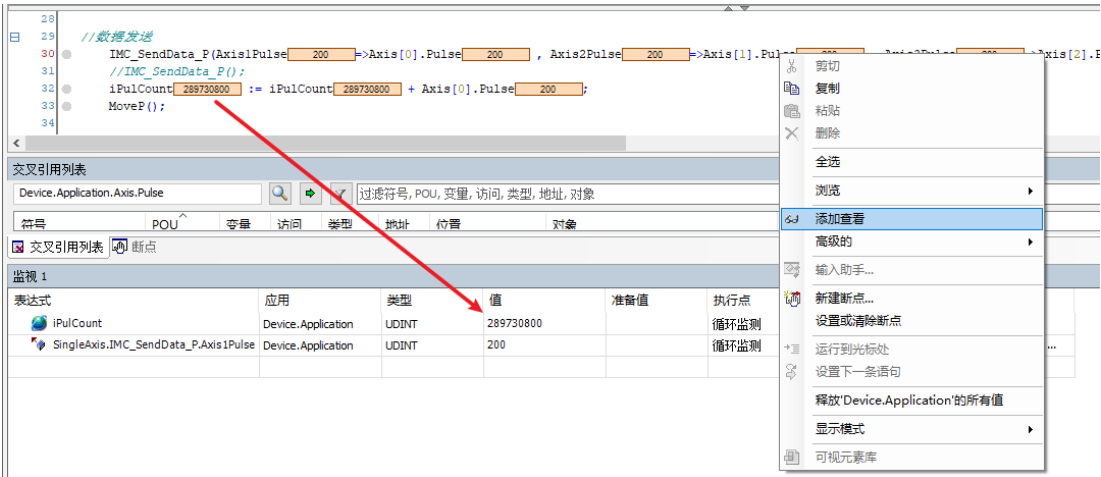 28
29 //数据发送
30 IMC_SendData_P(Axis1Pulse 200 =>Axis[0].Pulse 200 , Axis2Pulse 200 =>Axis[1].Pulse
31 //IMC_SendData_P();
32 iPulCount 289730800 := iPulCount 289730800 + Axis[0].Pulse 200 ;
33 MoveP();
34
交叉引用列表
Device.Application.Axis.Pulse 过滤符号, POU, 变量, 访问, 类型, 地址, 对象
符号 POU 变量 访问 类型 地址 位置 对象
交叉引用列表 断点
监视 1
表达式 应用 类型 值 准备值 执行点
iPulCount Device.Application UDINT 289730800 循环监测
SingleAxis.IMC_SendData_P.Axis1Pulse Device.Application UDINT 200 循环监测 ...
剪切
复制
粘贴
删除
全选
浏览
添加查看
高级的
输入助手...
新建断点...
设置或清除断点
运行到光标处
设置下一条语句
释放'Device.Application'的所有值
显示模式
可视元素库